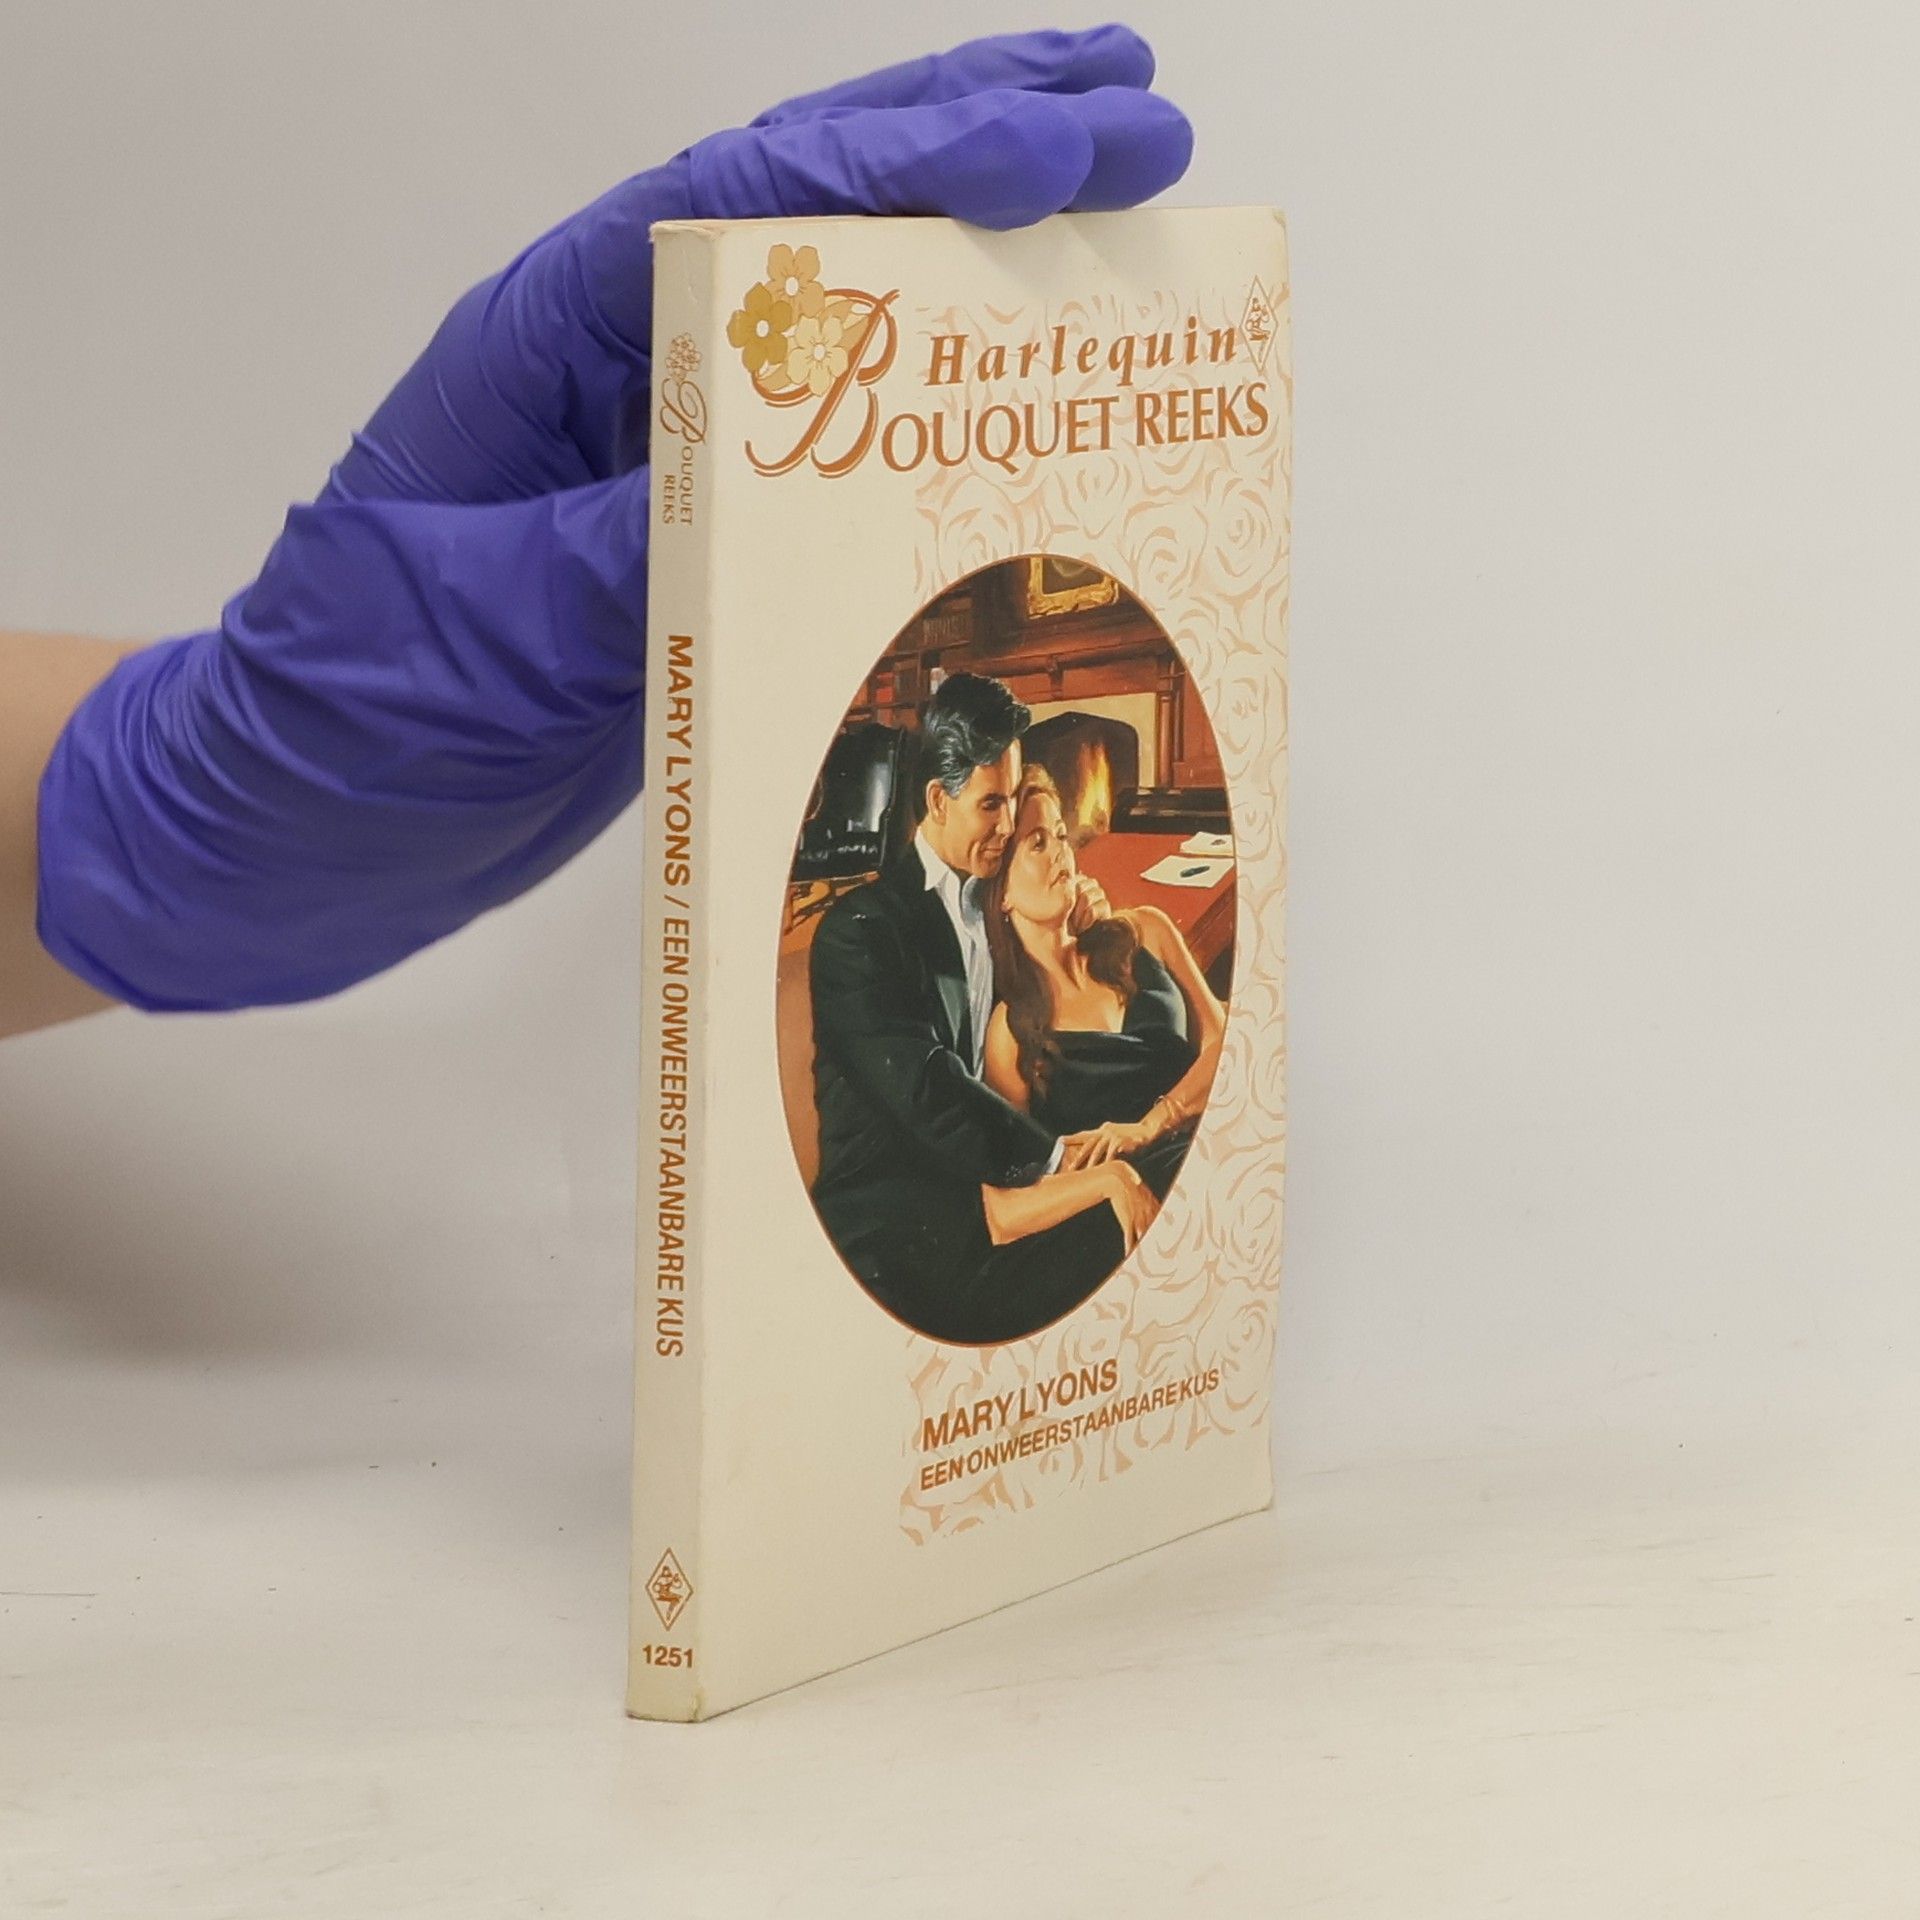 Harlequin
BOUQUET REEKS
MARY LYONS
EEN ONWEERSTAANBARE KUS
BOUQUET
REEKS
MARY LYONS / EEN ONWEERSTAANBARE KUS
1251